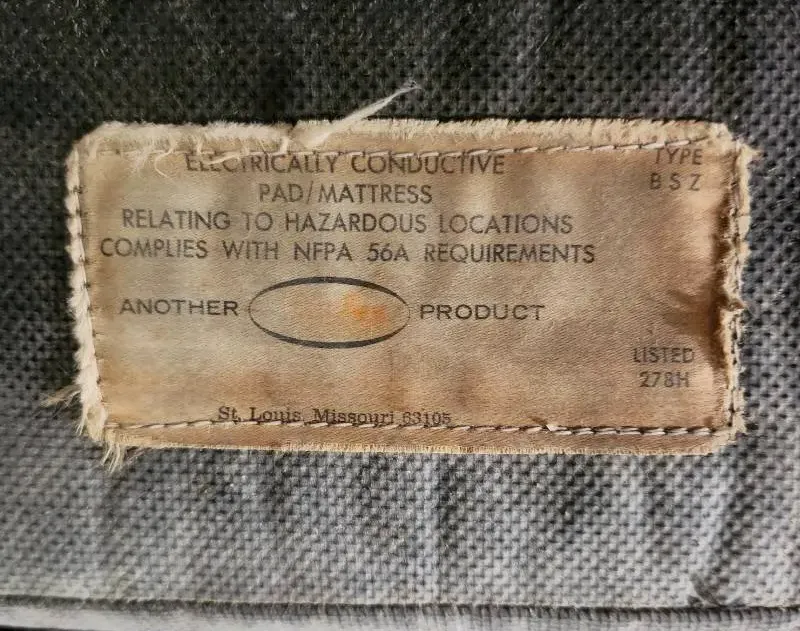 ELECTRICALLY CONDUCTIVE
PAD/MATTRESS
RELATING TO HAZARDOUS LOCATIONS
COMPLIES WITH NFPA 56A REQUIREMENTS
TYPE
B S Z
ANOTHER PRODUCT
LISTED
278H
St. Louis, Missouri 63105